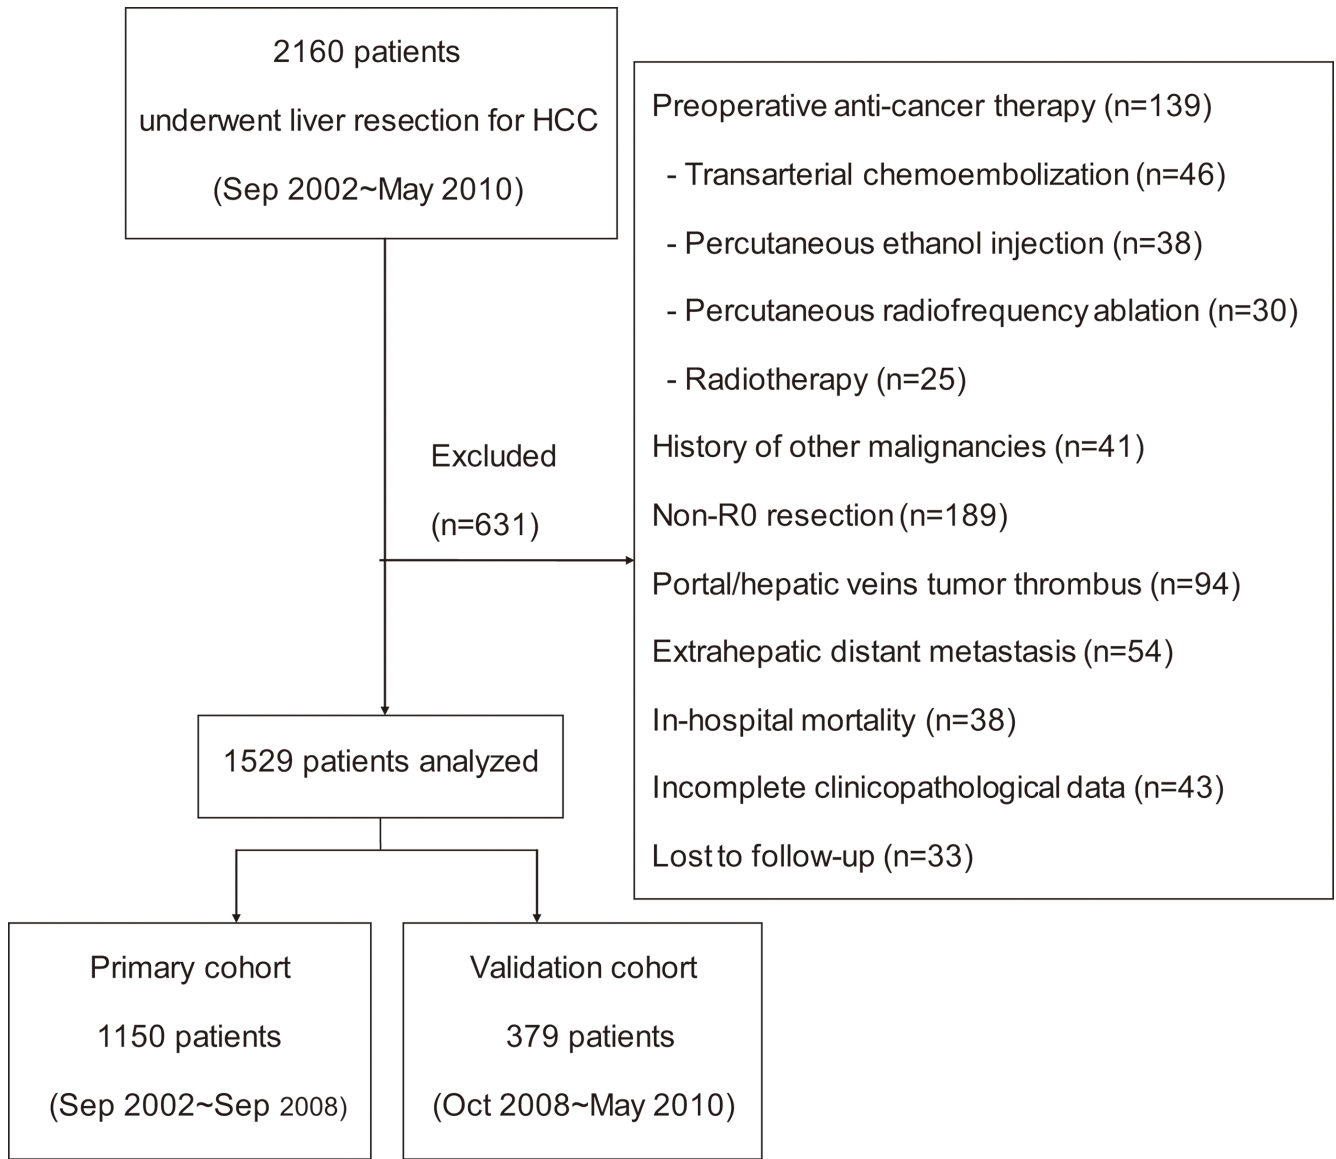 2160 patients
underwent liver resection for HCC
(Sep 2002~May 2010)
Preoperative anti-cancer therapy (n=139)
- Transarterial chemoembolization (n=46)
- Percutaneous ethanol injection (n=38)
- Percutaneous radiofrequency ablation (n=30)
- Radiotherapy (n=25)
History of other malignancies (n=41)
Non-R0 resection (n=189)
Portal/hepatic veins tumor thrombus (n=94)
Extrahepatic distant metastasis (n=54)
In-hospital mortality (n=38)
Incomplete clinicopathological data (n=43)
Lost to follow-up (n=33)
Excluded
(n=631)
1529 patients analyzed
Primary cohort
1150 patients
(Sep 2002~Sep 2008)
Validation cohort
379 patients
(Oct 2008~May 2010)